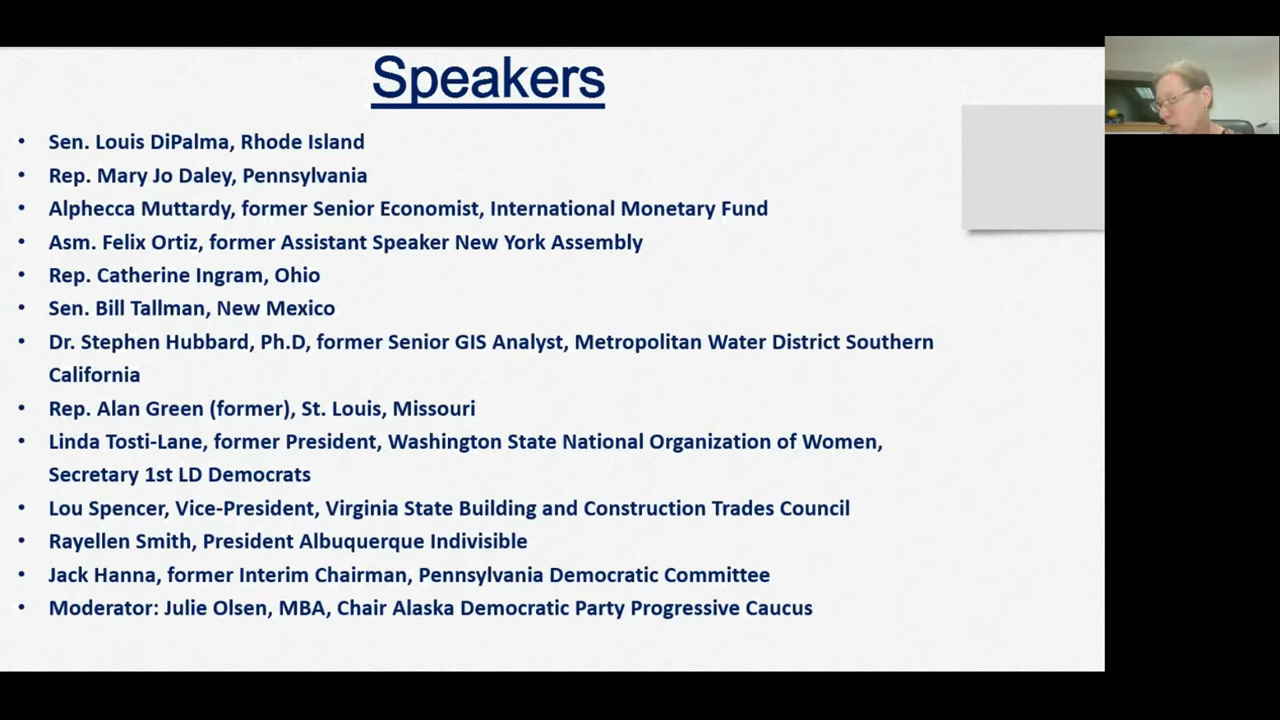 Speakers
• Sen. Louis DiPalma, Rhode Island
• Rep. Mary Jo Daley, Pennsylvania
• Alphecca Muttardy, former Senior Economist, International Monetary Fund
• Asm. Felix Ortiz, former Assistant Speaker New York Assembly
• Rep. Catherine Ingram, Ohio
• Sen. Bill Tallman, New Mexico
• Dr. Stephen Hubbard, Ph.D, former Senior GIS Analyst, Metropolitan Water District Southern
California
• Rep. Alan Green (former), St. Louis, Missouri
• Linda Tosti-Lane, former President, Washington State National Organization of Women,
Secretary 1st LD Democrats
• Lou Spencer, Vice-President, Virginia State Building and Construction Trades Council
• Rayellen Smith, President Albuquerque Indivisible
• Jack Hanna, former Interim Chairman, Pennsylvania Democratic Committee
• Moderator: Julie Olsen, MBA, Chair Alaska Democratic Party Progressive Caucus